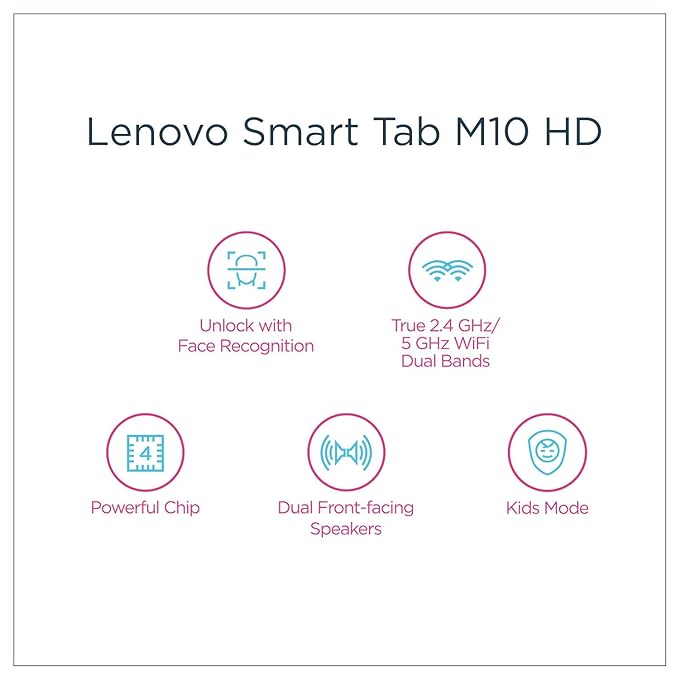 Lenovo Smart Tab M10 HD
Unlock with
Face Recognition
True 2.4 GHz/
5 GHz WiFi
Dual Bands
4
Powerful Chip
Dual Front-facing
Speakers
Kids Mode